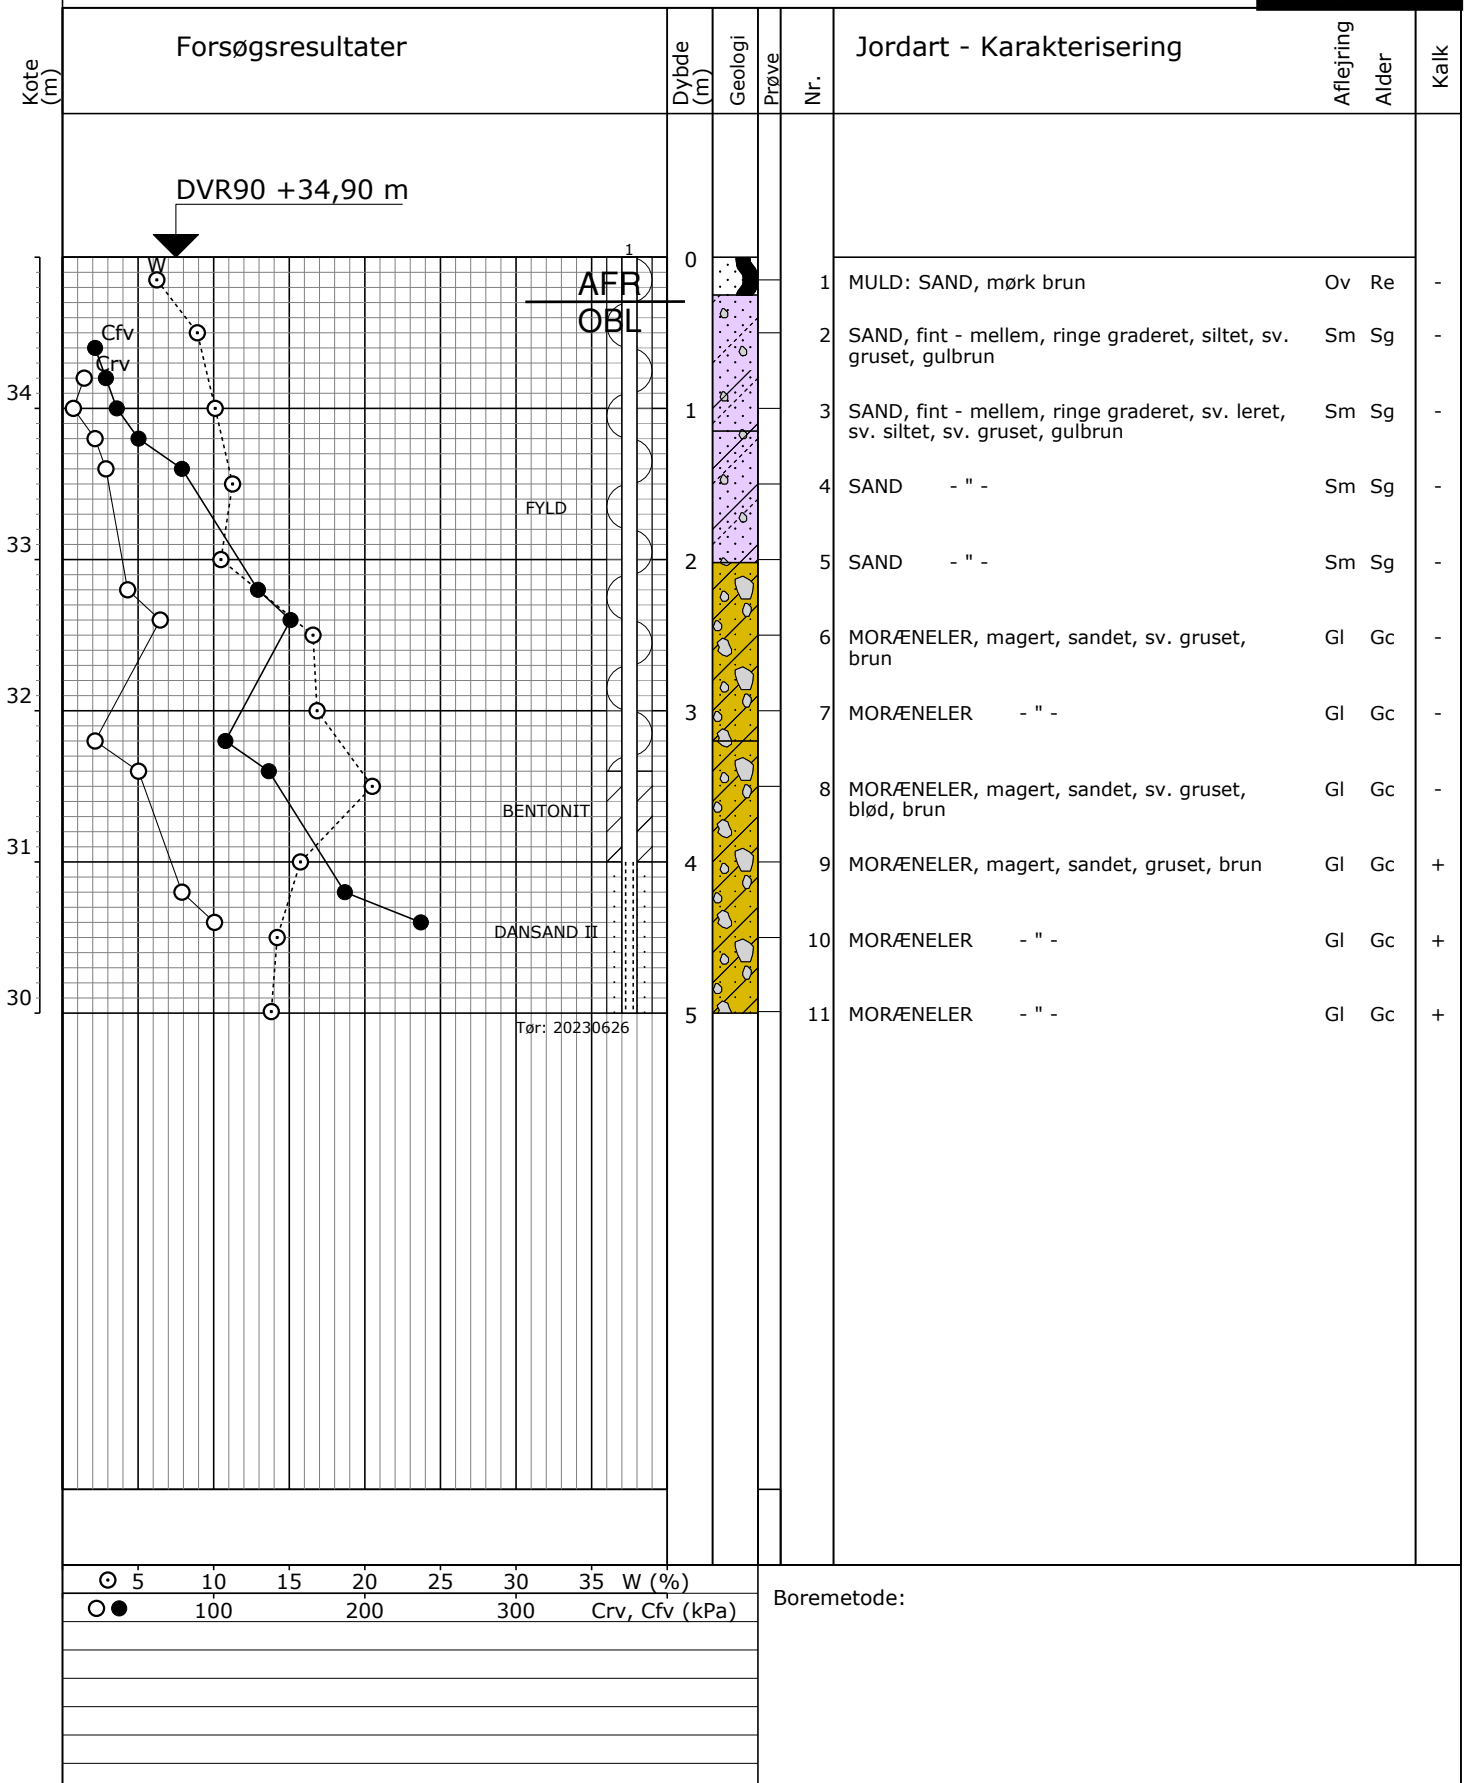 Kote
(m)
Forsøgsresultater
Dybde
(m)
Geologi
Prøve
Nr.
Jordart - Karakterisering
Aflejring
Alder
Kalk
DVR90 +34,90 m
W
Cfv
Crv
1
AFR
OBL
FYLD
BENTONIT
DANSAND II
Tør: 20230626
34
33
32
31
30
0
1
2
3
4
5
1 MULD: SAND, mørk brun Ov Re -
2 SAND, fint - mellem, ringe graderet, siltet, sv. Sm Sg -
gruset, gulbrun
3 SAND, fint - mellem, ringe graderet, sv. leret, Sm Sg -
sv. siltet, sv. gruset, gulbrun
4 SAND - " - Sm Sg -
5 SAND - " - Sm Sg -
6 MORÆNELER, magert, sandet, sv. gruset, Gl Gc -
brun
7 MORÆNELER - " - Gl Gc -
8 MORÆNELER, magert, sandet, sv. gruset, Gl Gc -
blød, brun
9 MORÆNELER, magert, sandet, gruset, brun Gl Gc +
10 MORÆNELER - " - Gl Gc +
11 MORÆNELER - " - Gl Gc +
5 10 15 20 25 30 35 W (%)
100 200 300 Crv, Cfv (kPa)
Boremetode: